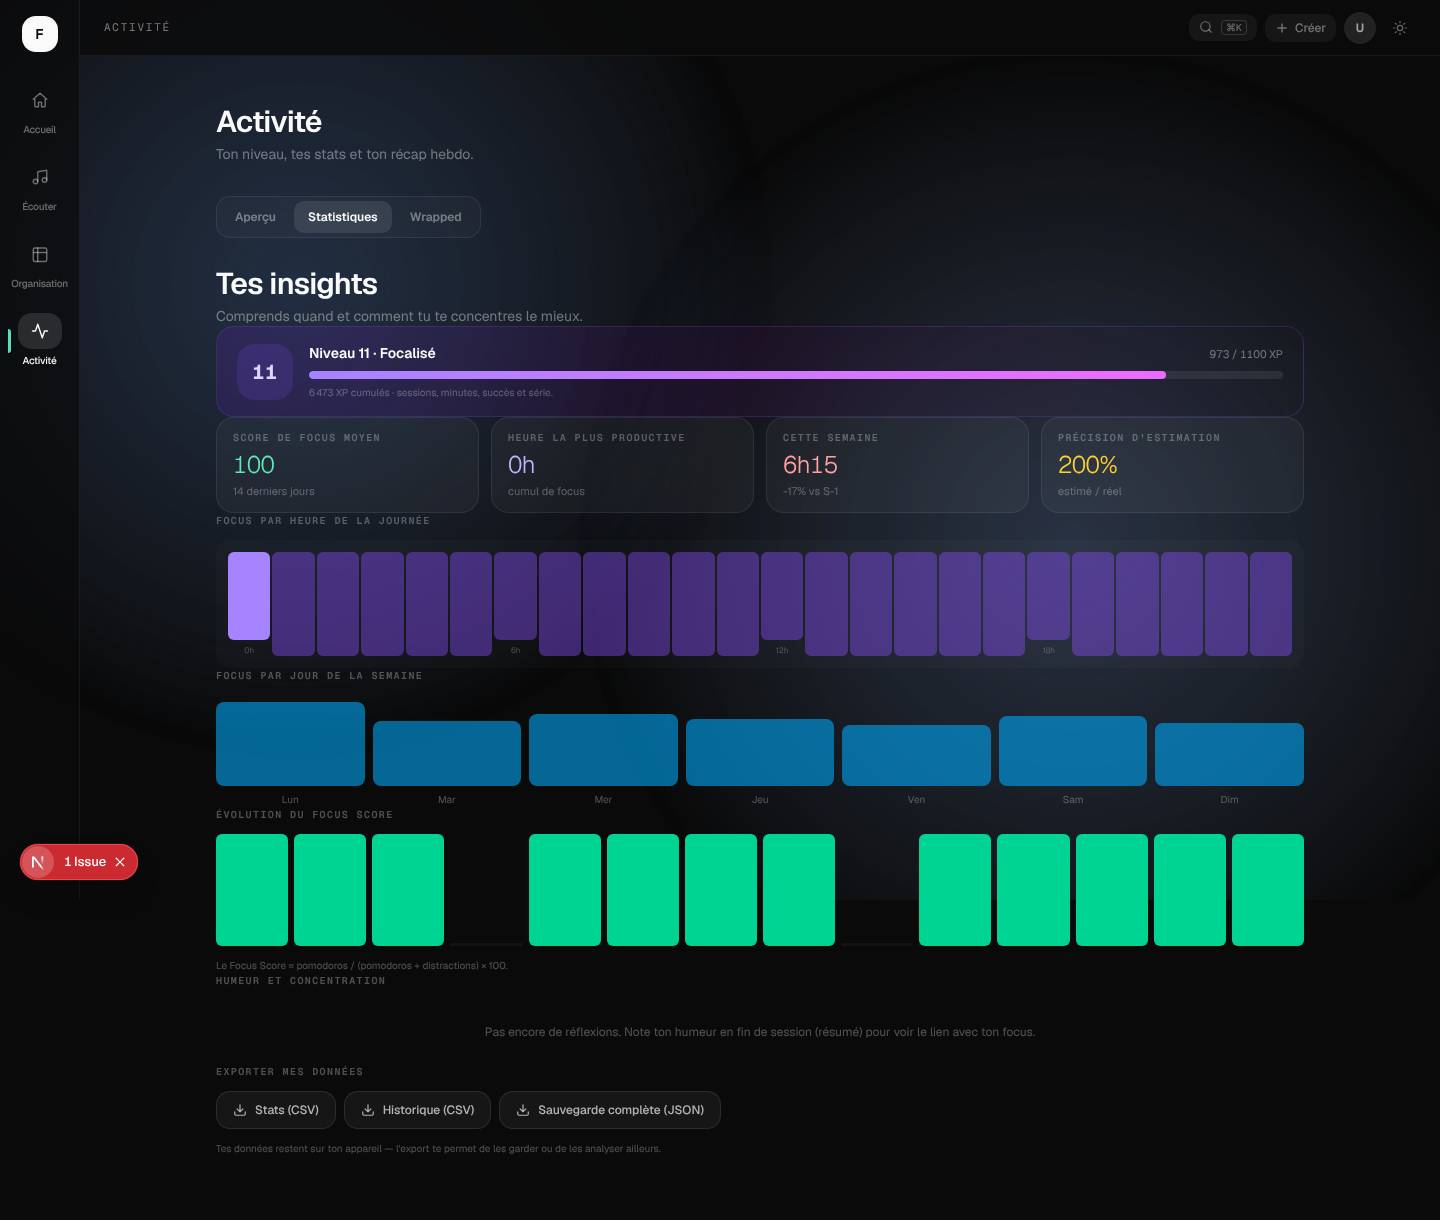 F
ACTIVITÉ
⌘K
Créer
U
Accueil
Écouter
Organisation
Activité
Activité
Ton niveau, tes stats et ton récap hebdo.
Aperçu
Statistiques
Wrapped
Tes insights
Comprends quand et comment tu te concentres le mieux.
11
Niveau 11 · Focalisé
973 / 1100 XP
6 473 XP cumulés · sessions, minutes, succès et série.
SCORE DE FOCUS MOYEN
100
14 derniers jours
HEURE LA PLUS PRODUCTIVE
0h
cumul de focus
CETTE SEMAINE
6h15
-17% vs S-1
PRÉCISION D'ESTIMATION
200%
estimé / réel
FOCUS PAR HEURE DE LA JOURNÉE
0h
6h
12h
18h
FOCUS PAR JOUR DE LA SEMAINE
Lun
Mar
Mer
Jeu
Ven
Sam
Dim
ÉVOLUTION DU FOCUS SCORE
N
1 Issue
Le Focus Score = pomodoros / (pomodoros + distractions) × 100.
HUMEUR ET CONCENTRATION
Pas encore de réflexions. Note ton humeur en fin de session (résumé) pour voir le lien avec ton focus.
EXPORTER MES DONNÉES
Stats (CSV)
Historique (CSV)
Sauvegarde complète (JSON)
Tes données restent sur ton appareil — l'export te permet de les garder ou de les analyser ailleurs.